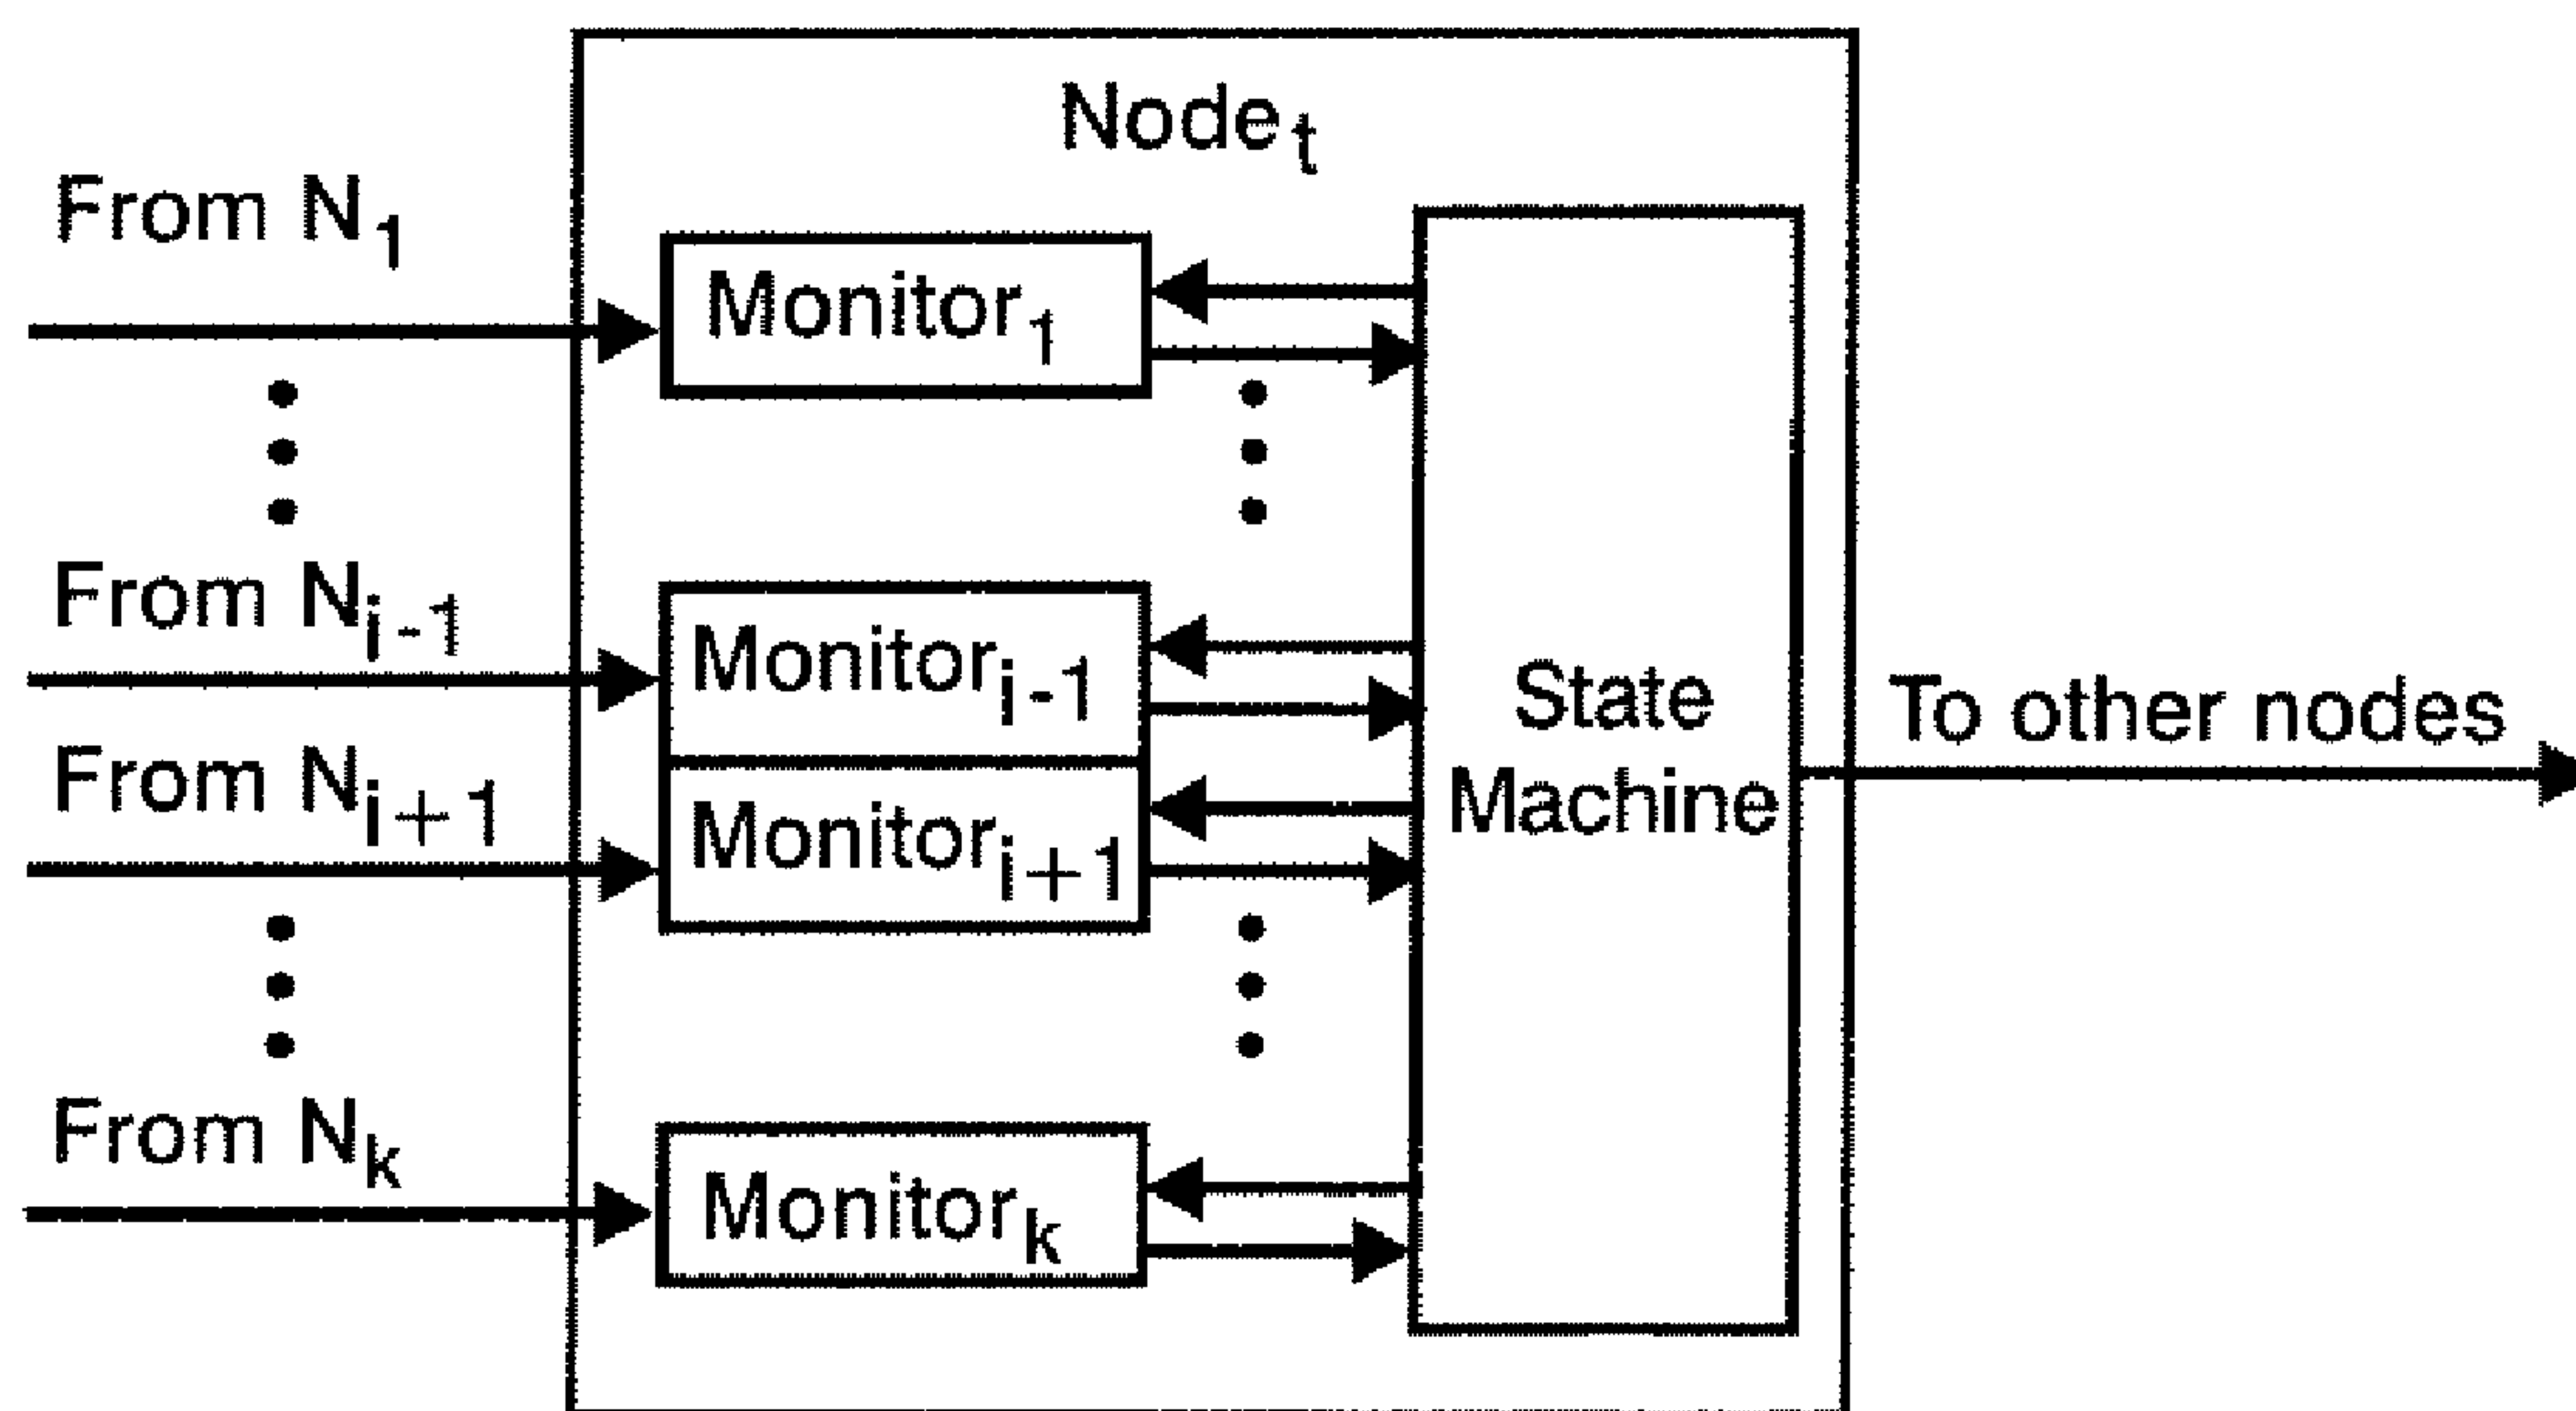 Node_t
From N_1
Monitor_1
From N_i-1
Monitor_i-1
From N_i+1
Monitor_i+1
State
Machine
To other nodes
From N_k
Monitor_k